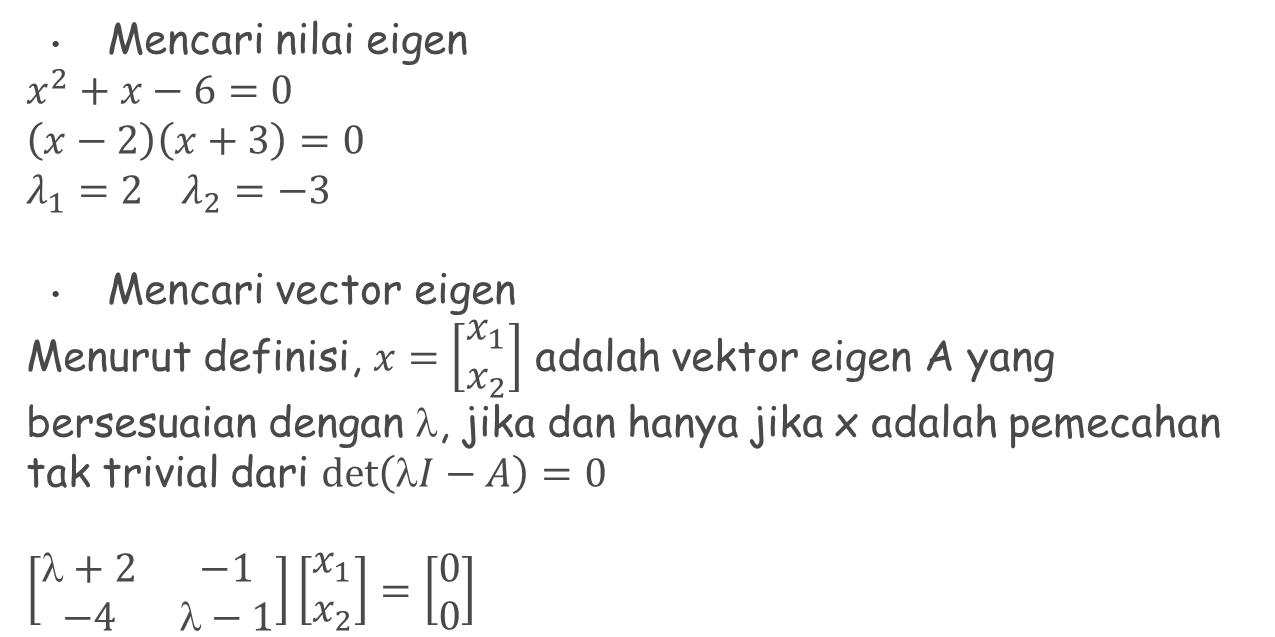 · Mencari nilai eigen
x² + x − 6 = 0
(x − 2)(x + 3) = 0
λ₁ = 2 λ₂ = −3
· Mencari vector eigen
Menurut definisi, x = [x₁ x₂] adalah vektor eigen A yang
bersesuaian dengan λ, jika dan hanya jika x adalah pemecahan
tak trivial dari det(λI − A) = 0
[λ + 2 −1
−4 λ − 1] [x₁ x₂] = [0 0]